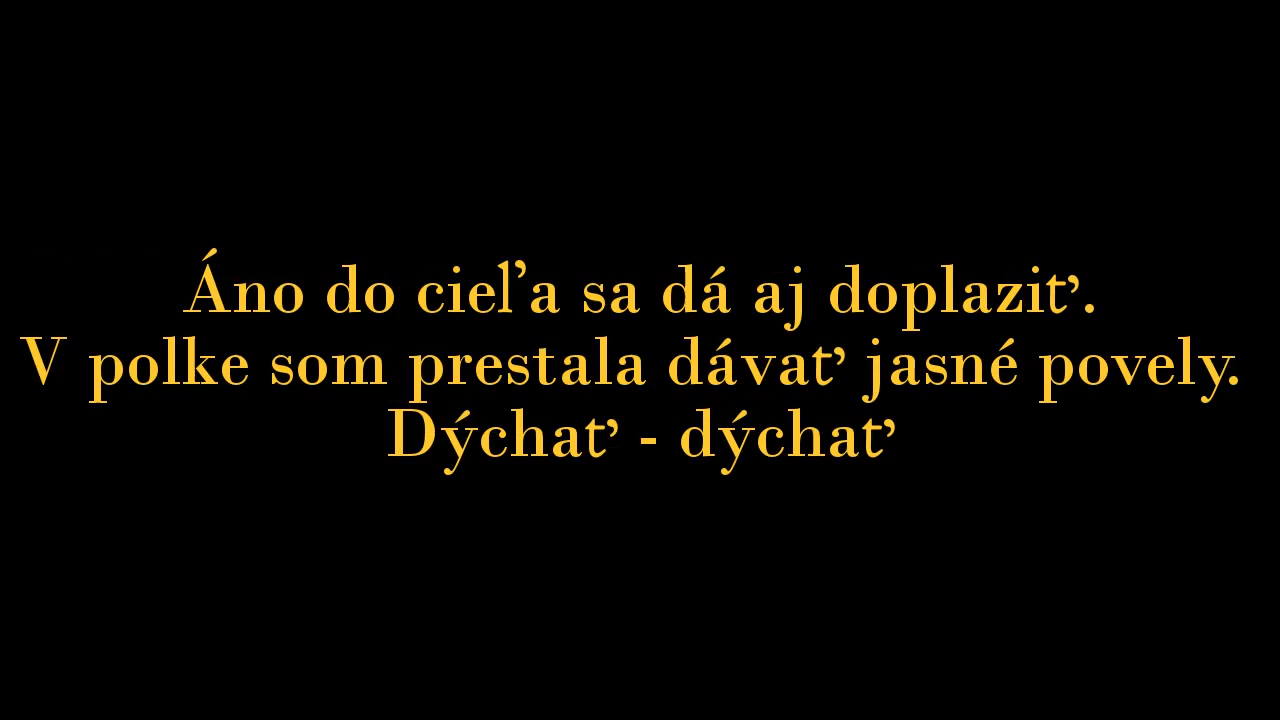 Áno do cieľa sa dá aj doplaziť.
V polke som prestala dávať jasné povely.
Dýchať - dýchať